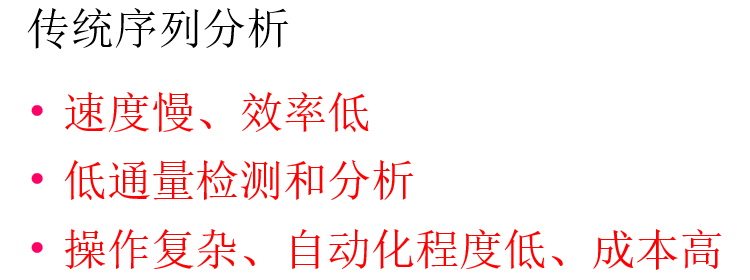 传统序列分析
• 速度慢、效率低
• 低通量检测和分析
• 操作复杂、自动化程度低、成本高